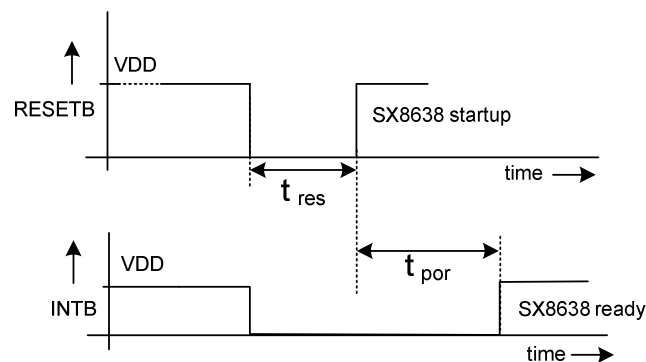 VDD
RESETB
SX8638 startup
time
t res
VDD
t por
INTB
SX8638 ready
time